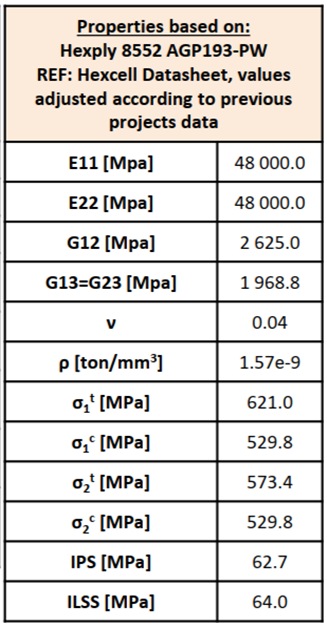 Properties based on:
Hexply 8552 AGP193-PW
REF: Hexcell Datasheet, values
adjusted according to previous
projects data
E11 [Mpa] 48 000.0
E22 [Mpa] 48 000.0
G12 [Mpa] 2 625.0
G13=G23 [Mpa] 1 968.8
ν 0.04
ρ [ton/mm³] 1.57e-9
σ₁ᵗ [MPa] 621.0
σ₁ᶜ [MPa] 529.8
σ₂ᵗ [MPa] 573.4
σ₂ᶜ [MPa] 529.8
IPS [MPa] 62.7
ILSS [MPa] 64.0